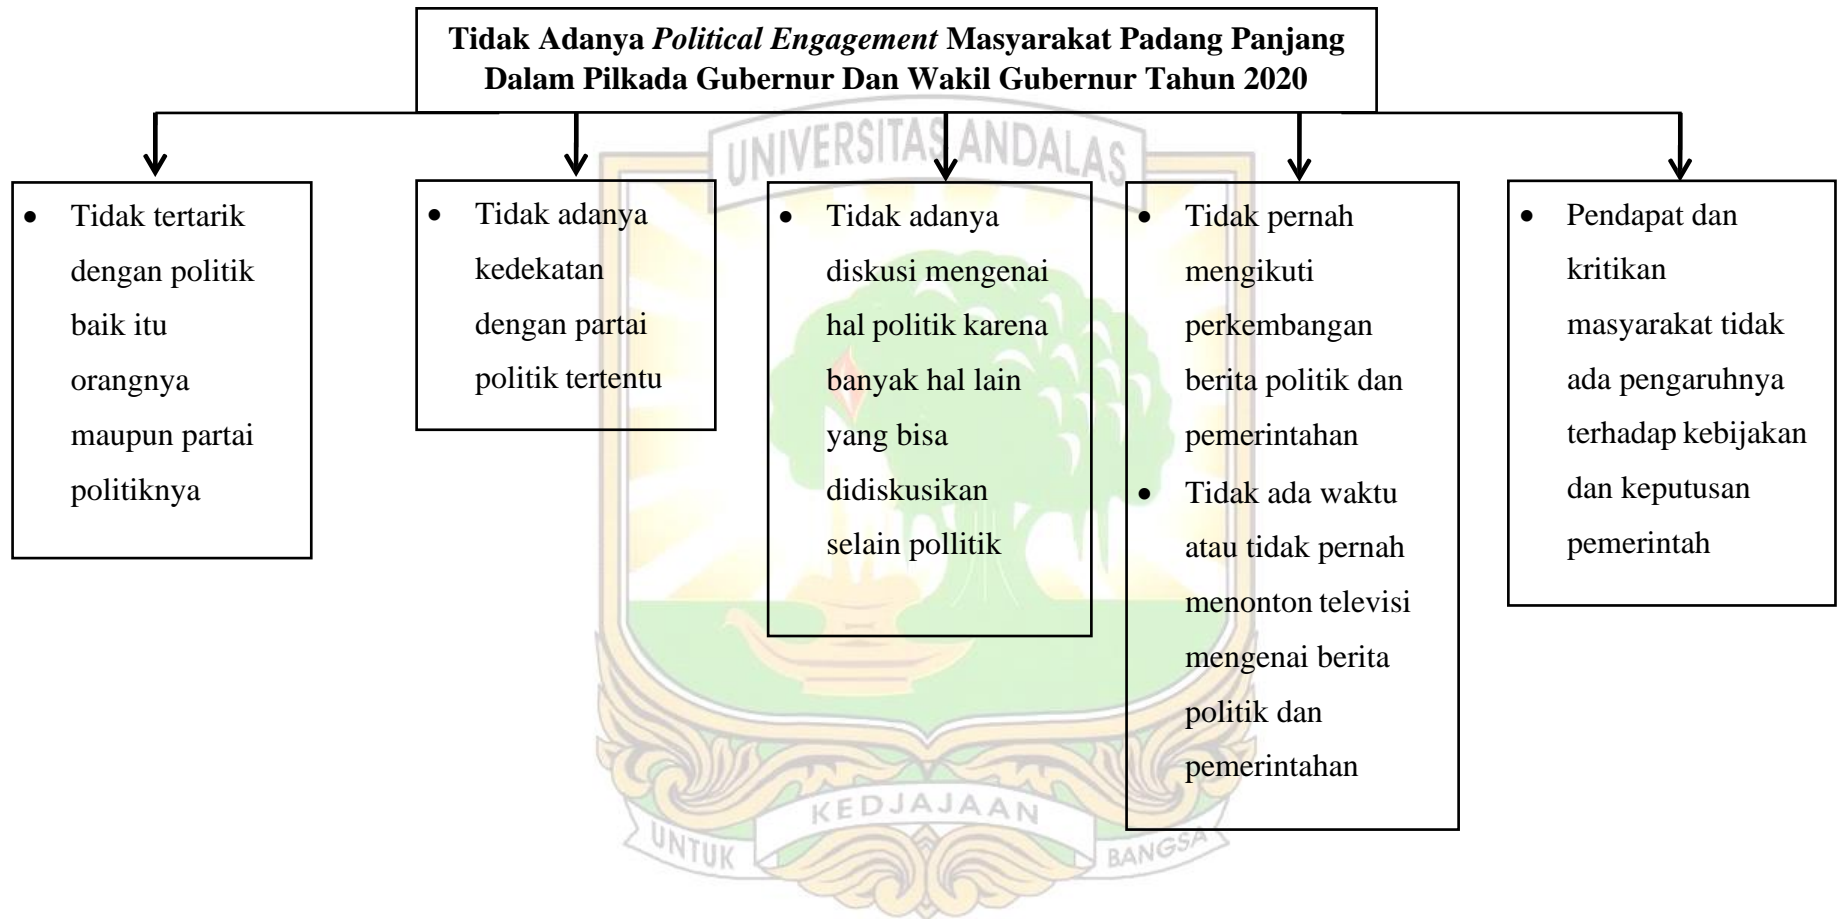 Tidak Adanya Political Engagement Masyarakat Padang Panjang
Dalam Pilkada Gubernur Dan Wakil Gubernur Tahun 2020
UNIVERSITAS ANDALAS
• Tidak tertarik
dengan politik
baik itu
orangnya
maupun partai
politiknya
• Tidak adanya
kedekatan
dengan partai
politik tertentu
• Tidak adanya
diskusi mengenai
hal politik karena
banyak hal lain
yang bisa
didiskusikan
selain pollitik
• Tidak pernah
mengikuti
perkembangan
berita politik dan
pemerintahan
• Tidak ada waktu
atau tidak pernah
menonton televisi
mengenai berita
politik dan
pemerintahan
• Pendapat dan
kritikan
masyarakat tidak
ada pengaruhnya
terhadap kebijakan
dan keputusan
pemerintah
UNTUK KEDJAJAAN BANGSA